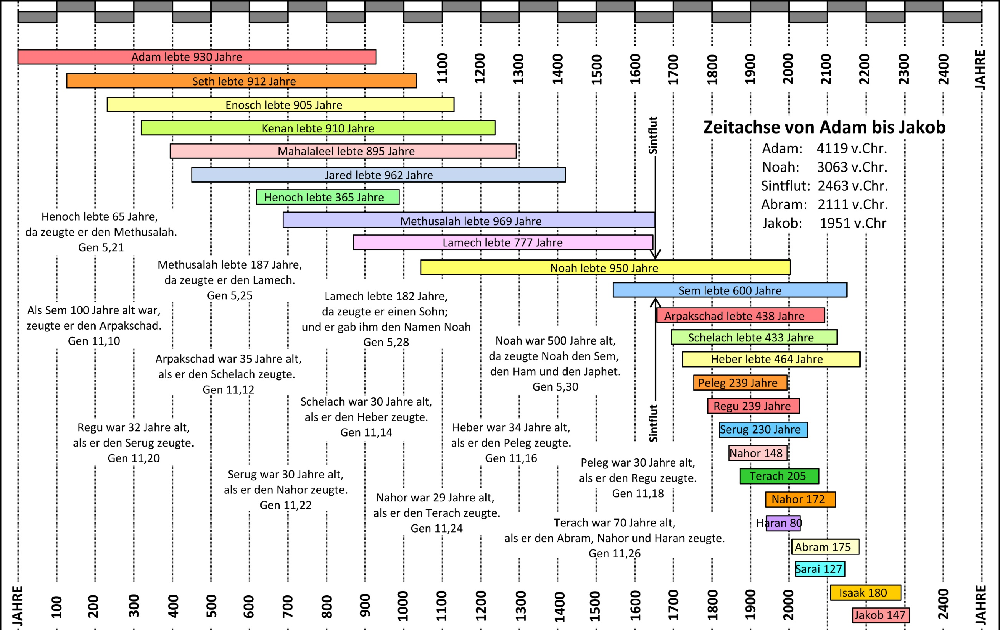 Adam lebte 930 Jahre
Seth lebte 912 Jahre
Enosch lebte 905 Jahre
Kenan lebte 910 Jahre
Mahalaleel lebte 895 Jahre
Jared lebte 962 Jahre
Henoch lebte 365 Jahre
Methusalah lebte 969 Jahre
Lamech lebte 777 Jahre
Noah lebte 950 Jahre
Sem lebte 600 Jahre
Arpakschad lebte 438 Jahre
Schelach lebte 433 Jahre
Heber lebte 464 Jahre
Peleg 239 Jahre
Regu 239 Jahre
Serug 230 Jahre
Nahor 148
Terach 205
Nahor 172
Haran 80
Abram 175
Sarai 127
Isaak 180
Jakob 147
1100 1200 1300 1400 1500 1600 1700 1800 1900 2000 2100 2200 2300 2400 JAHRE
Sintflut
Zeitachse von Adam bis Jakob
Adam: 4119 v.Chr.
Noah: 3063 v.Chr.
Sintflut: 2463 v.Chr.
Abram: 2111 v.Chr.
Jakob: 1951 v.Chr
Henoch lebte 65 Jahre,
da zeugte er den Methusalah.
Gen 5,21
Methusalah lebte 187 Jahre,
da zeugte er den Lamech.
Gen 5,25
Lamech lebte 182 Jahre,
da zeugte er einen Sohn;
und er gab ihm den Namen Noah
Gen 5,28
Noah war 500 Jahre alt,
da zeugte Noah den Sem,
den Ham und den Japhet.
Gen 5,30
Als Sem 100 Jahre alt war,
zeugte er den Arpakschad.
Gen 11,10
Arpakschad war 35 Jahre alt,
als er den Schelach zeugte.
Gen 11,12
Schelach war 30 Jahre alt,
als er den Heber zeugte.
Gen 11,14
Heber war 34 Jahre alt,
als er den Peleg zeugte.
Gen 11,16
Sintflut
Peleg war 30 Jahre alt,
als er den Regu zeugte.
Gen 11,18
Regu war 32 Jahre alt,
als er den Serug zeugte.
Gen 11,20
Serug war 30 Jahre alt,
als er den Nahor zeugte.
Gen 11,22
Nahor war 29 Jahre alt,
als er den Terach zeugte.
Gen 11,24
Terach war 70 Jahre alt,
als er den Abram, Nahor und Haran zeugte.
Gen 11,26
JAHRE 100 200 300 400 500 600 700 800 900 1000 1100 1200 1300 1400 1500 1600 1700 1800 1900 2000 2400 JAHRE